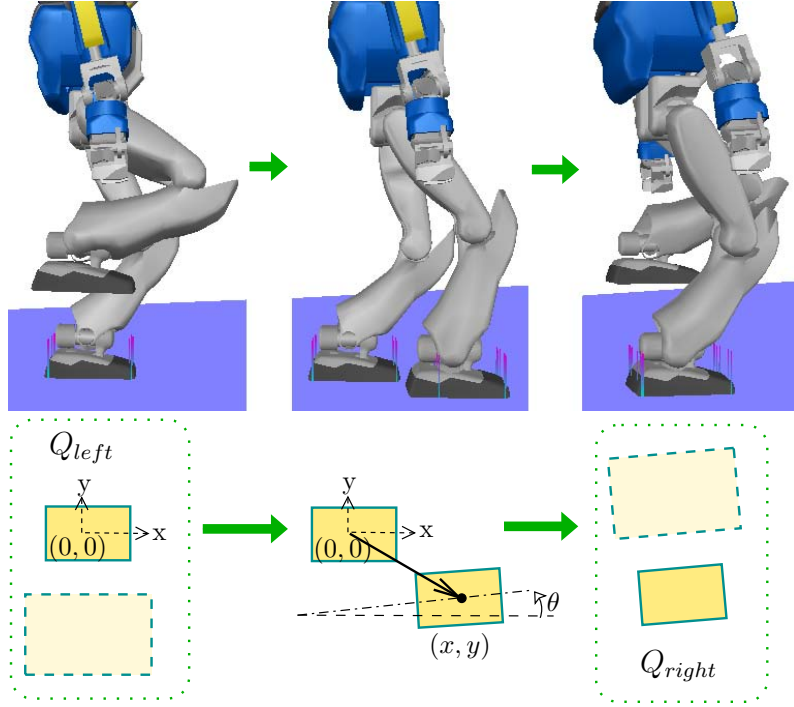 Q_left
y
x
(0, 0)
y
x
(0, 0)
θ
(x, y)
Q_right